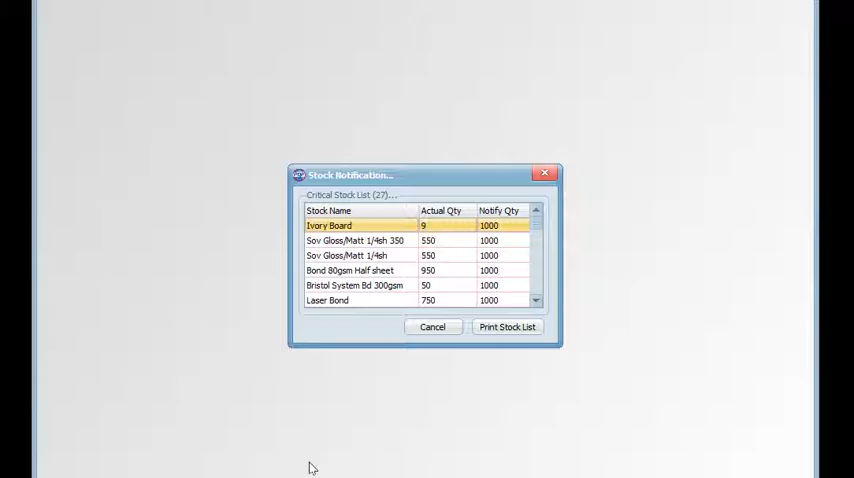 Stock Notification...
Critical Stock List (27)...
Stock Name Actual Qty Notify Qty
Ivory Board 9 1000
Sov Gloss/Matt 1/4sh 350 550 1000
Sov Gloss/Matt 1/4sh 550 1000
Bond 80gsm Half sheet 950 1000
Bristol System Bd 300gsm 50 1000
Laser Bond 750 1000
Cancel Print Stock List